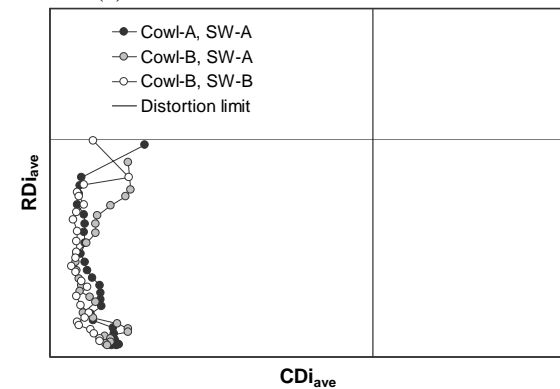 Cowl-A, SW-A
Cowl-B, SW-A
Cowl-B, SW-B
Distortion limit
RDi_ave
CDi_ave